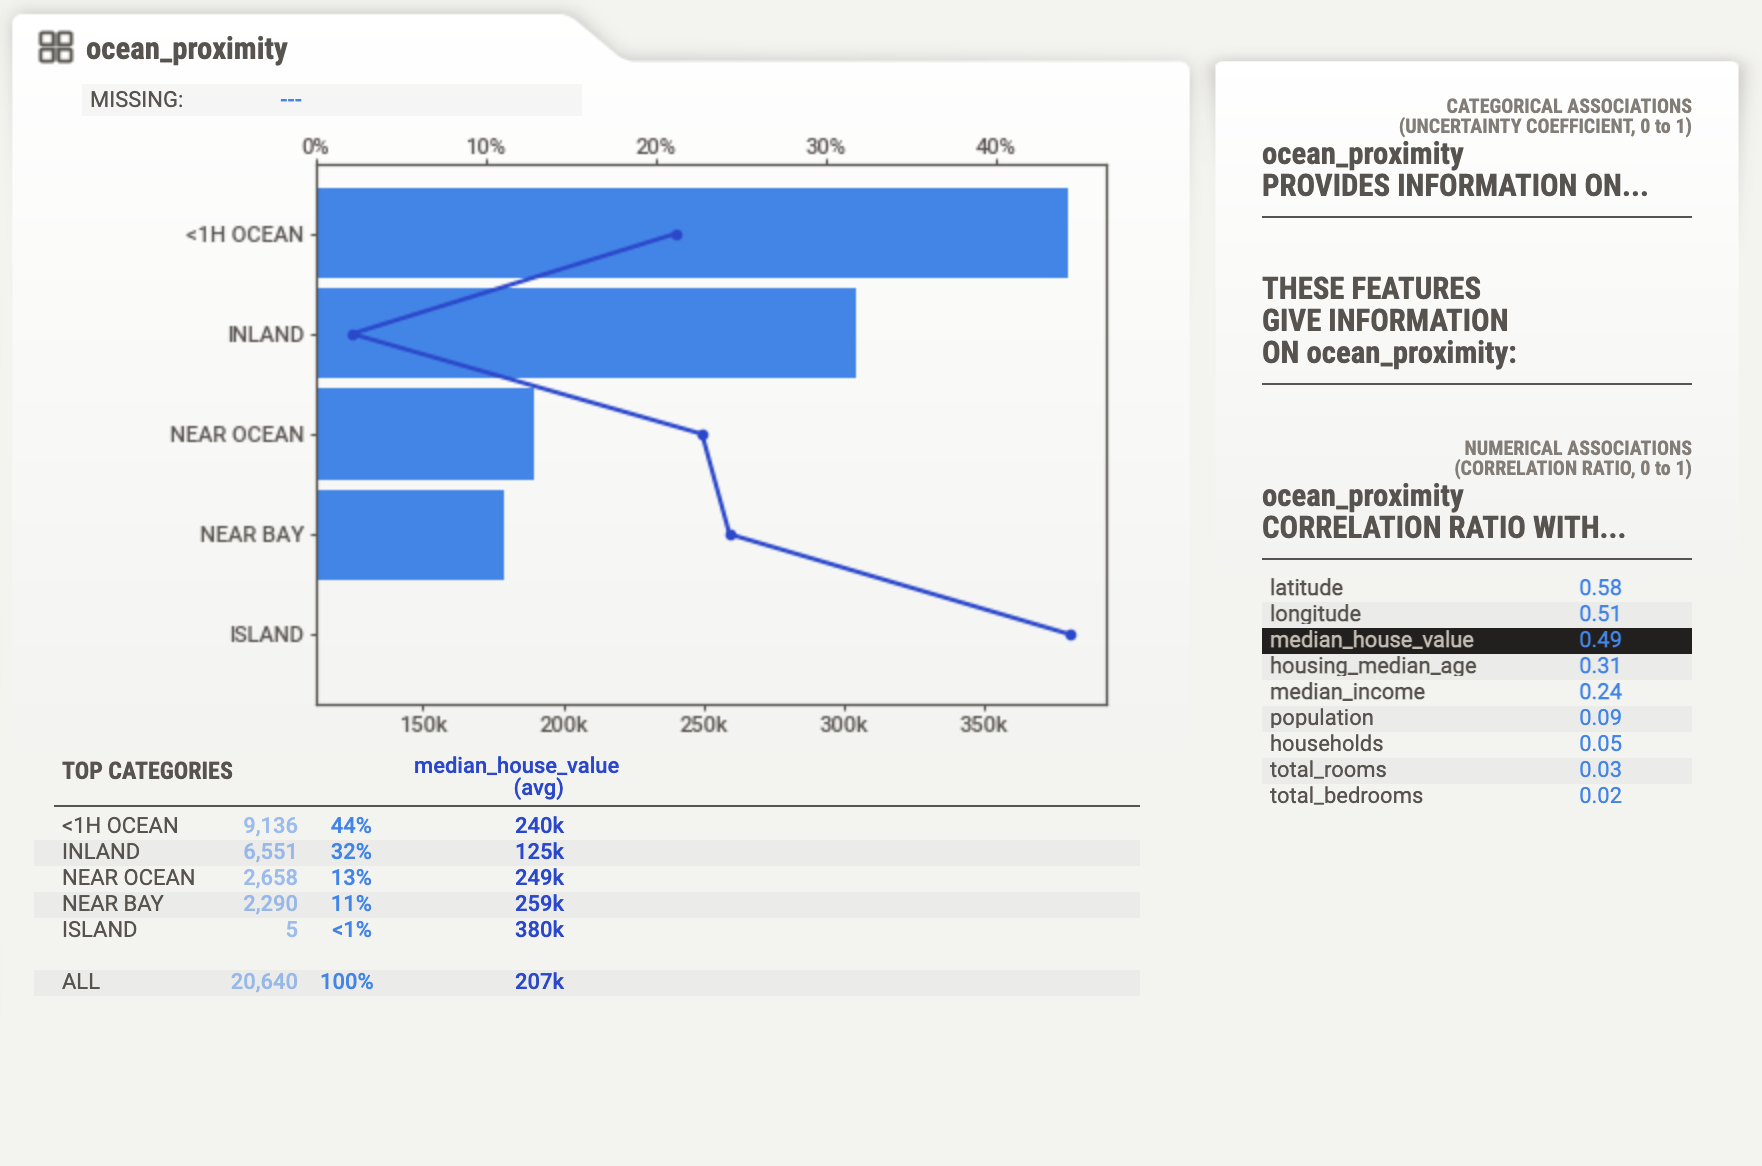 ocean_proximity
MISSING: ---
0% 10% 20% 30% 40%
<1H OCEAN
INLAND
NEAR OCEAN
NEAR BAY
ISLAND
150k 200k 250k 300k 350k
TOP CATEGORIES median_house_value
(avg)
<1H OCEAN 9,136 44% 240k
INLAND 6,551 32% 125k
NEAR OCEAN 2,658 13% 249k
NEAR BAY 2,290 11% 259k
ISLAND 5 <1% 380k
ALL 20,640 100% 207k
CATEGORICAL ASSOCIATIONS
(UNCERTAINTY COEFFICIENT, 0 to 1)
ocean_proximity
PROVIDES INFORMATION ON...
THESE FEATURES
GIVE INFORMATION
ON ocean_proximity:
NUMERICAL ASSOCIATIONS
(CORRELATION RATIO, 0 to 1)
ocean_proximity
CORRELATION RATIO WITH...
latitude 0.58
longitude 0.51
median_house_value 0.49
housing_median_age 0.31
median_income 0.24
population 0.09
households 0.05
total_rooms 0.03
total_bedrooms 0.02